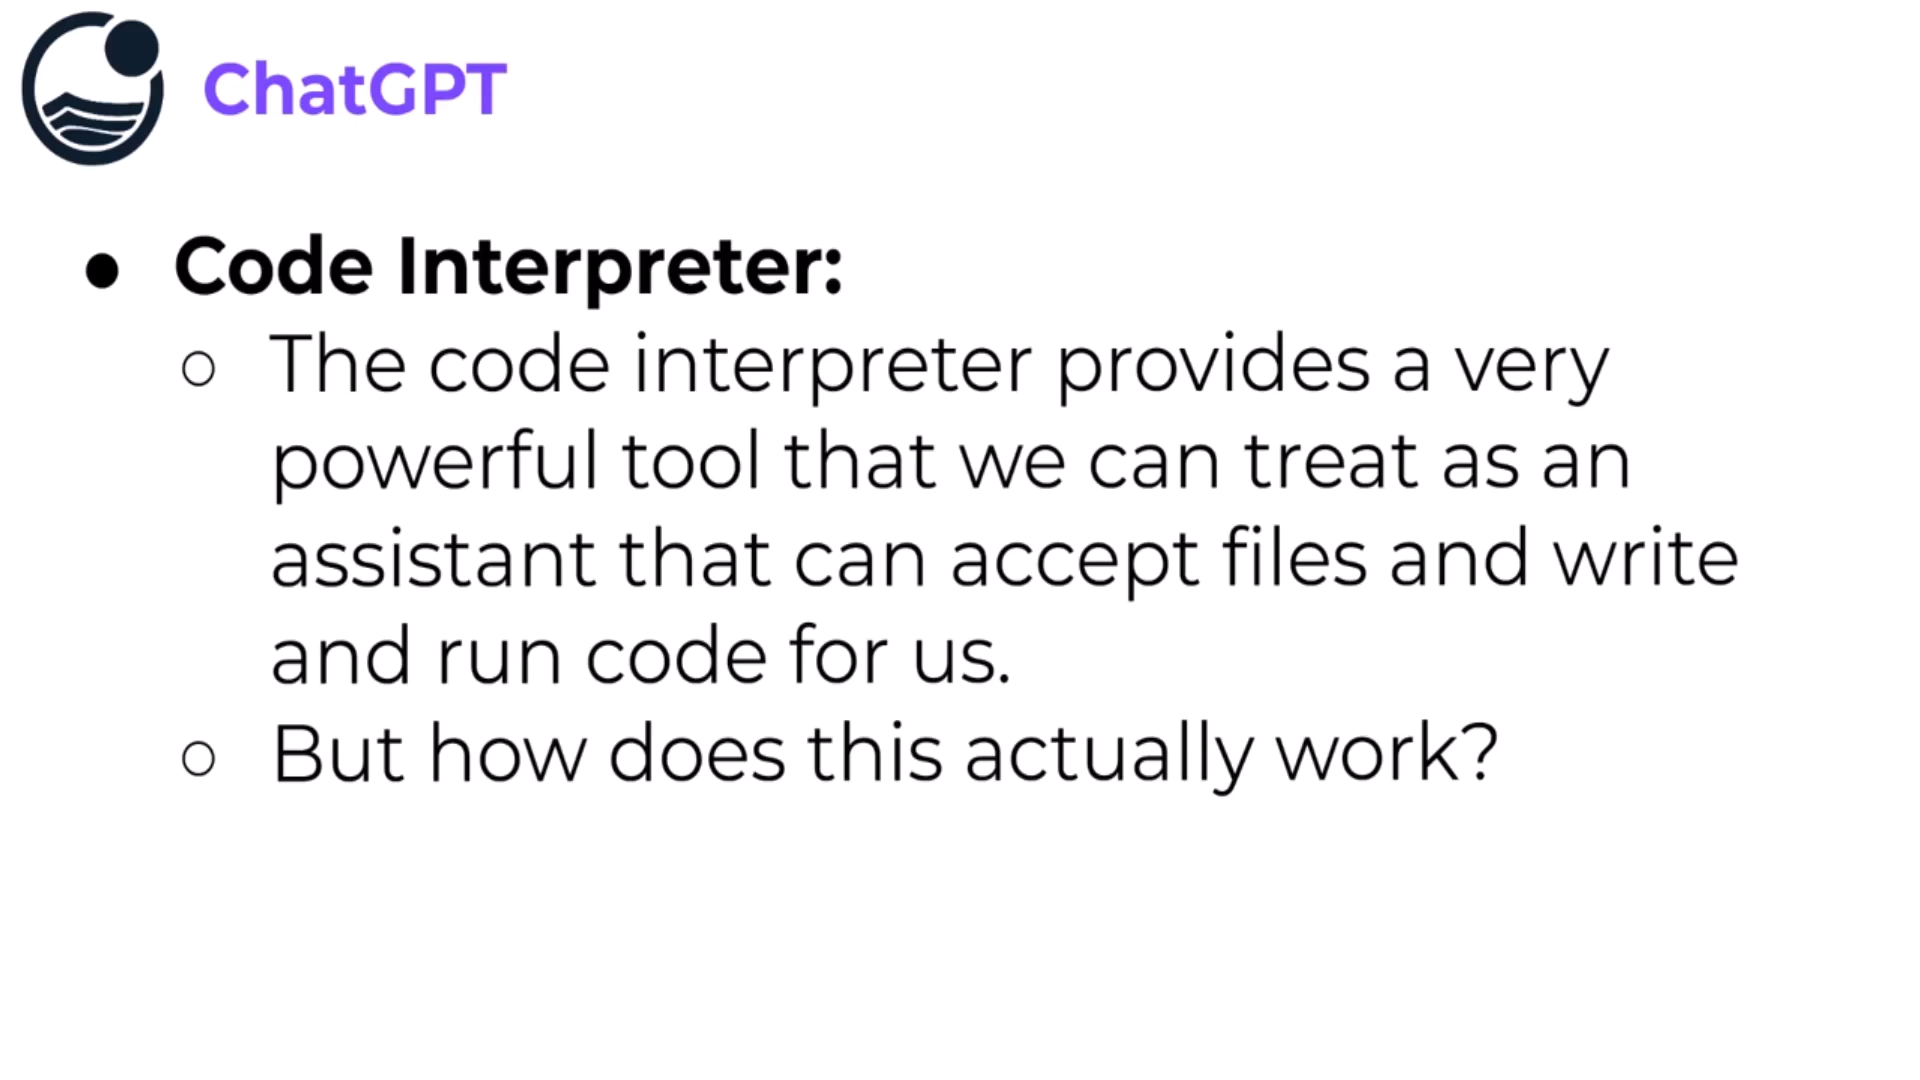 ChatGPT
● Code Interpreter:
○ The code interpreter provides a very
powerful tool that we can treat as an
assistant that can accept files and write
and run code for us.
○ But how does this actually work?